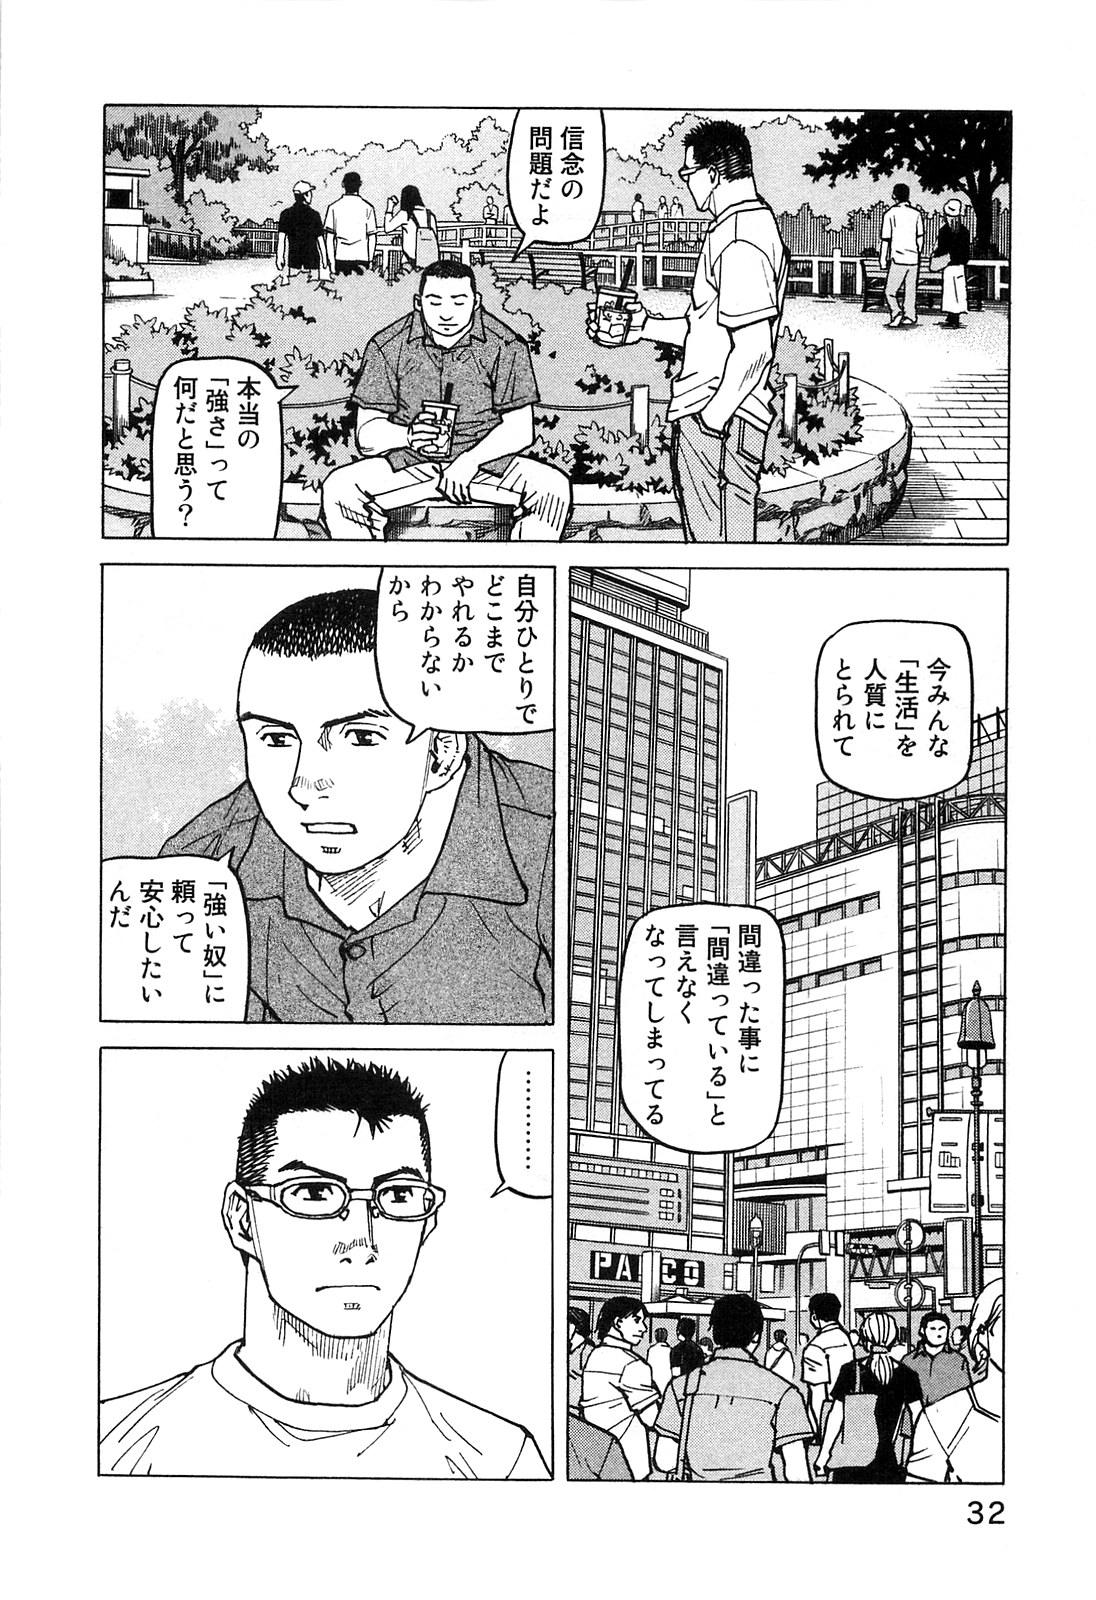 信念の
問題だよ
本当の
「強さ」って
何だと思う?
今みんな
「生活」を
人質に
とられて
間違った事に
「間違っている」と
言えなく
なってしまってる
PA CO
自分ひとりで
どこまで
やれるか
わからない
から
「強い奴」に
頼って
安心したい
んだ
…………
32